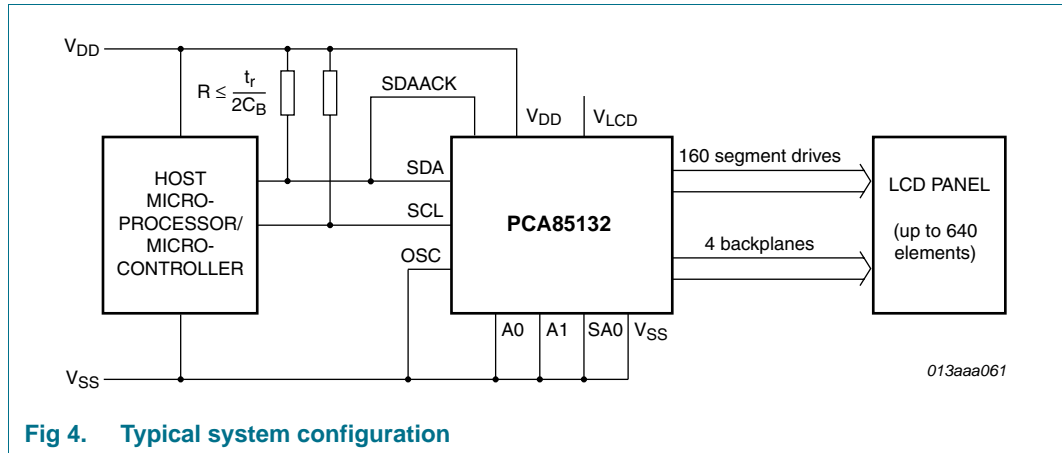 VDD
R ≤ tr
2CB
SDAACK
VDD
VLCD
HOST
MICRO-
PROCESSOR/
MICRO-
CONTROLLER
SDA
SCL
OSC
PCA85132
160 segment drives
4 backplanes
LCD PANEL
(up to 640
elements)
A0
A1
SA0
VSS
VSS
013aaa061
Fig 4. Typical system configuration